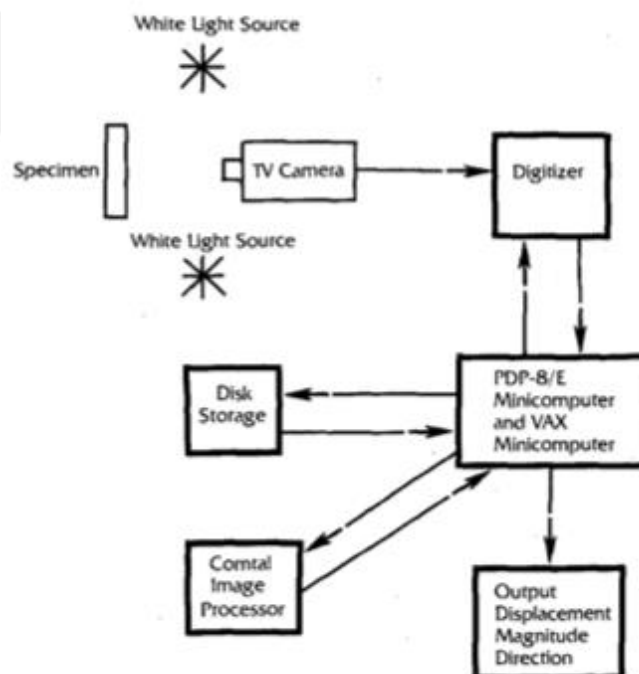 White Light Source
Specimen
TV Camera
Digitizer
White Light Source
Disk
Storage
PDP-8/E
Minicomputer
and VAX
Minicomputer
Comtal
Image
Processor
Output
Displacement
Magnitude
Direction